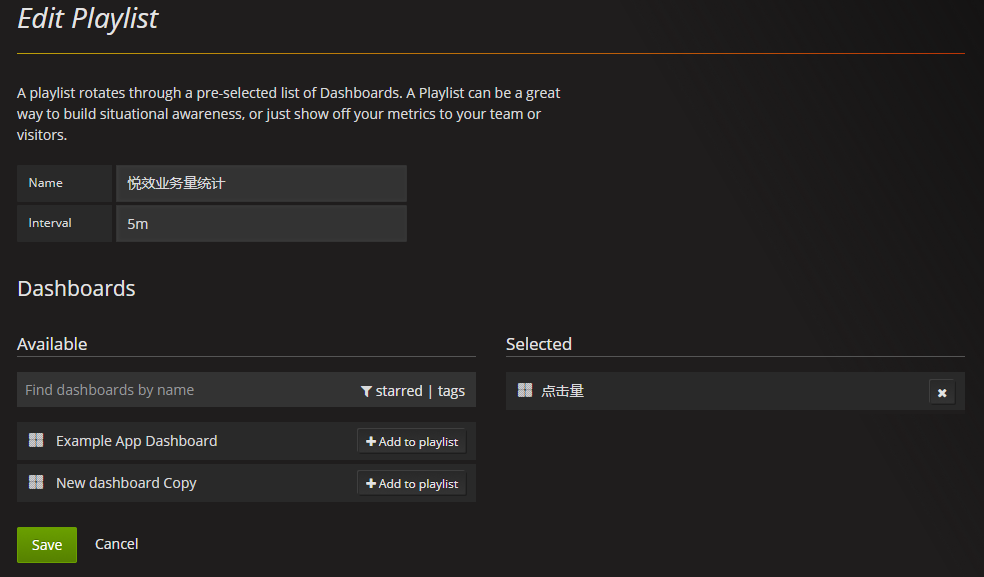 Edit Playlist
A playlist rotates through a pre-selected list of Dashboards. A Playlist can be a great
way to build situational awareness, or just show off your metrics to your team or
visitors.
Name 悦效业务量统计
Interval 5m
Dashboards
Available Selected
Find dashboards by name starred | tags 点击量
Example App Dashboard Add to playlist
New dashboard Copy Add to playlist
Save Cancel